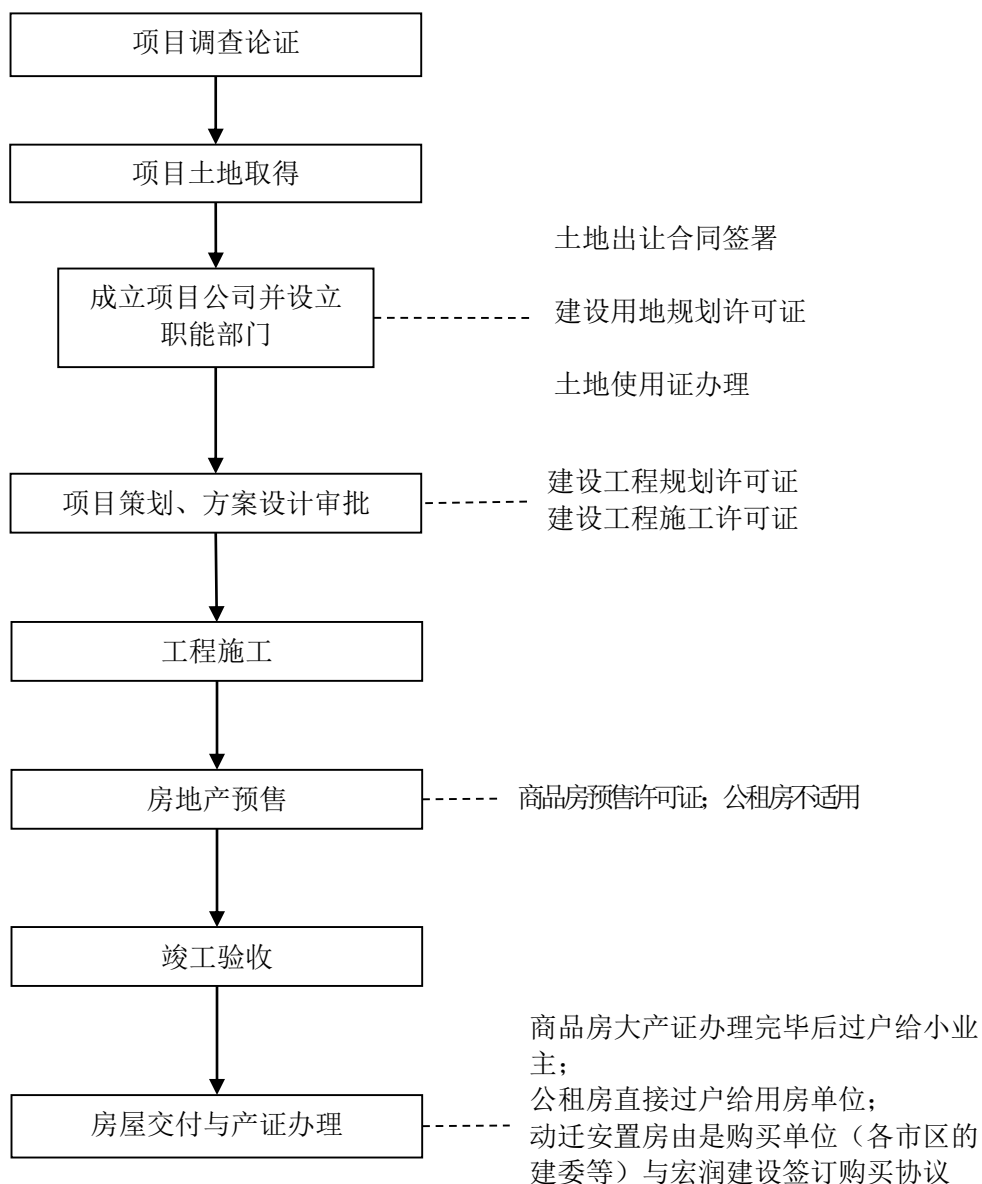 项目调查论证
项目土地取得
土地出让合同签署
成立项目公司并设立
职能部门
建设用地规划许可证
土地使用证办理
项目策划、方案设计审批
建设工程规划许可证
建设工程施工许可证
工程施工
房地产预售
商品房预售许可证；公租房不适用
竣工验收
商品房大产证办理完毕后过户给小业
主；
公租房直接过户给用房单位；
房屋交付与产证办理
动迁安置房由是购买单位（各市区的
建委等）与宏润建设签订购买协议